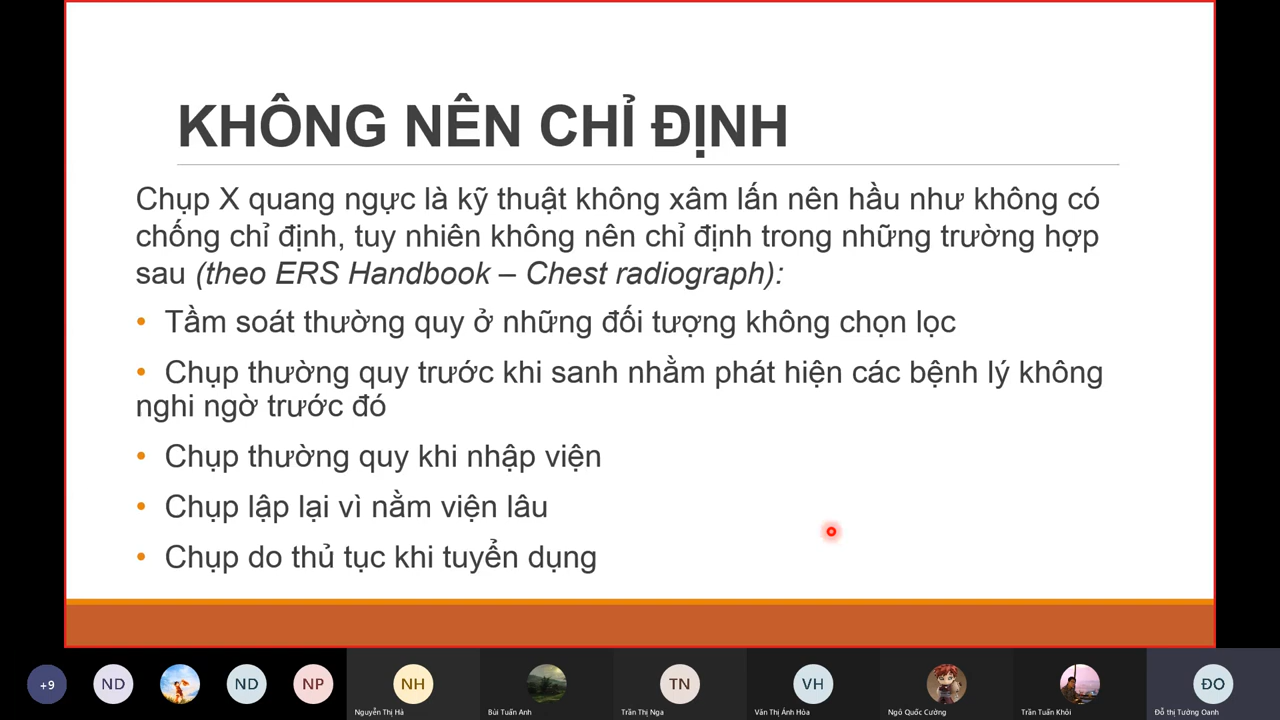 KHÔNG NÊN CHỈ ĐỊNH
Chụp X quang ngực là kỹ thuật không xâm lấn nên hầu như không có
chống chỉ định, tuy nhiên không nên chỉ định trong những trường hợp
sau (theo ERS Handbook – Chest radiograph):
• Tầm soát thường quy ở những đối tượng không chọn lọc
• Chụp thường quy trước khi sanh nhằm phát hiện các bệnh lý không
nghi ngờ trước đó
• Chụp thường quy khi nhập viện
• Chụp lập lại vì nằm viện lâu
• Chụp do thủ tục khi tuyển dụng
+9 ND ND NP NH TN VH ĐO
Nguyễn Thị Hà Bùi Tuấn Anh Trần Thị Nga Văn Thị Ánh Hòa Ngô Quốc Cường Trần Tuấn Khôi Đỗ thị Tường Oanh